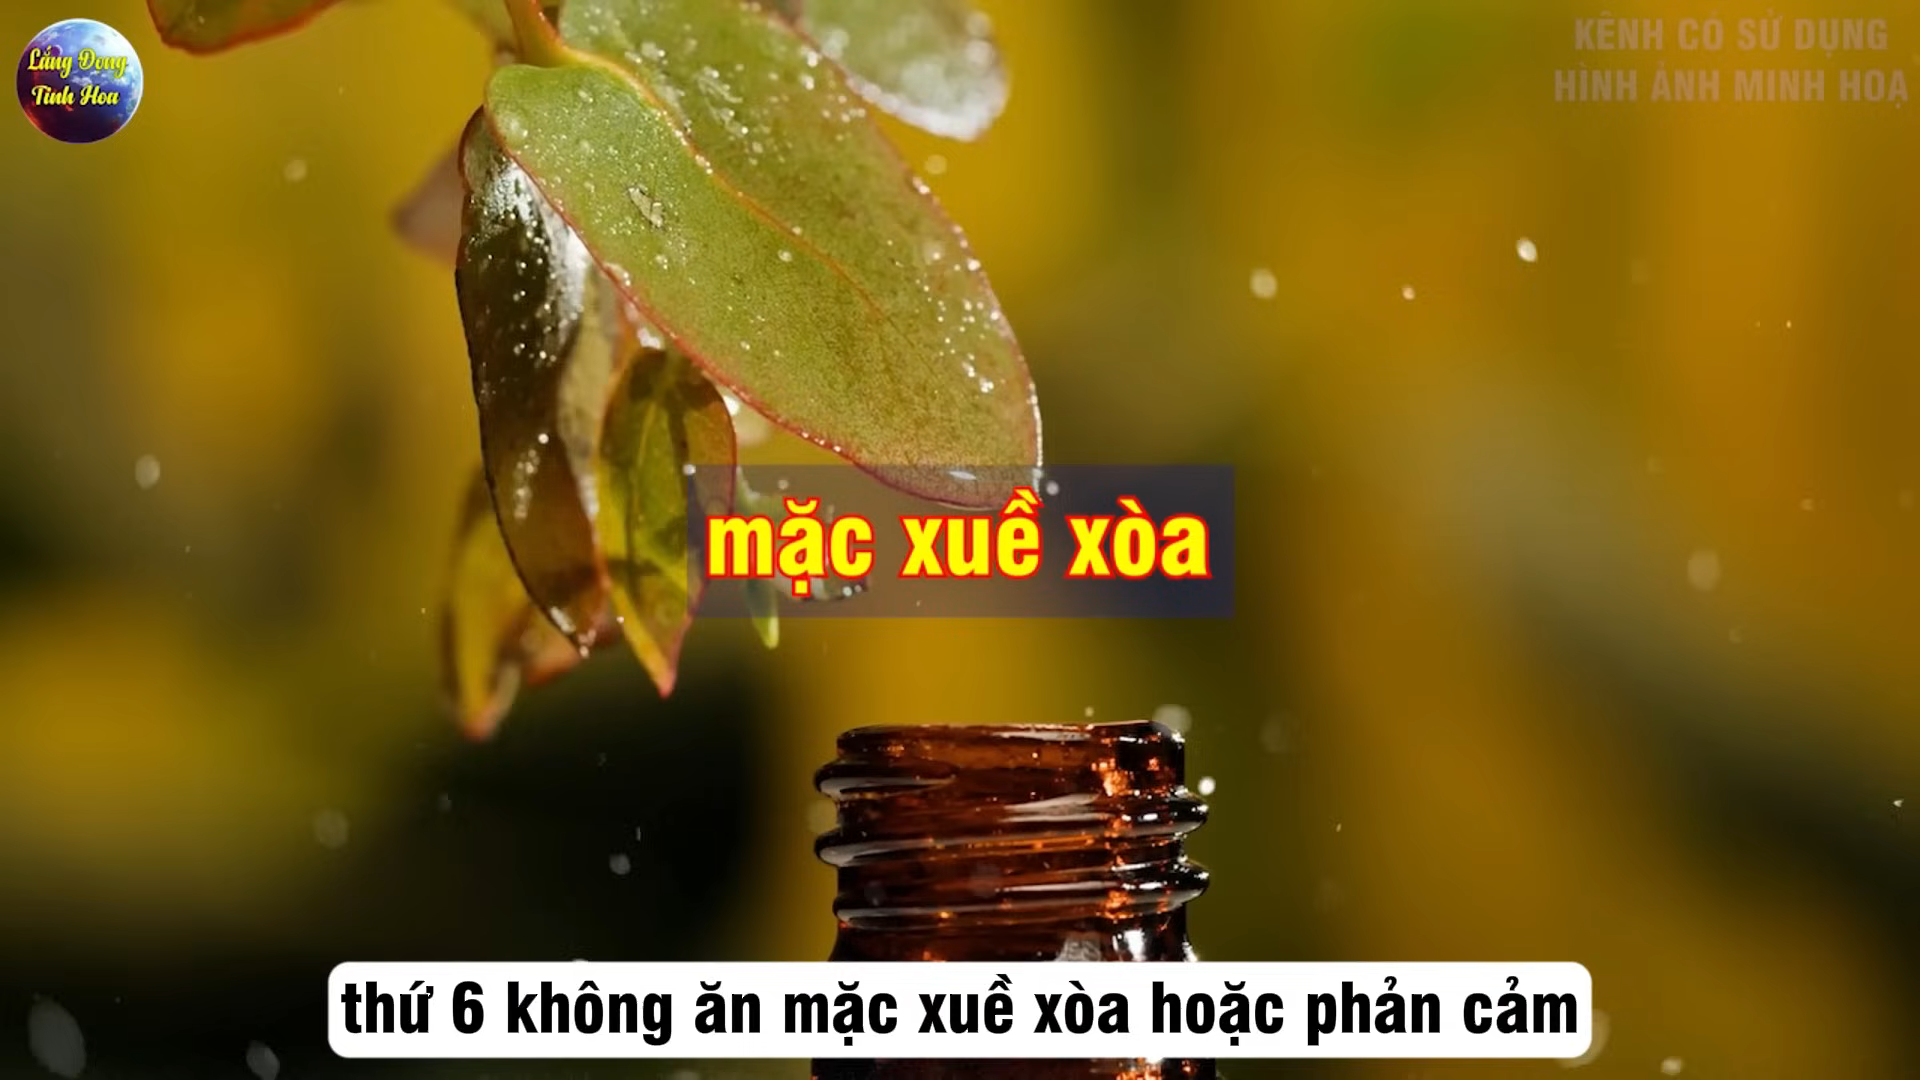 Lắng Đọng
Tinh Hoa
KÊNH CÓ SỬ DỤNG
HÌNH ẢNH MINH HOẠ
mặc xuề xòa
thứ 6 không ăn mặc xuề xòa hoặc phản cảm